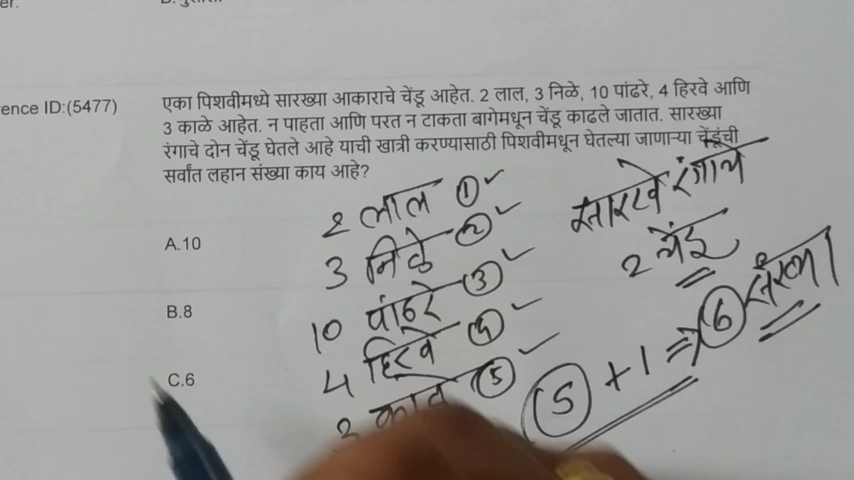 er.
ence ID:(5477)
एका पिशवीमध्ये सारख्या आकाराचे चेंडू आहेत. 2 लाल, 3 निळे, 10 पांढरे, 4 हिरवे आणि
3 काळे आहेत. न पाहता आणि परत न टाकता बागेमधून चेंडू काढले जातात. सारख्या
रंगाचे दोन चेंडू घेतले आहे याची खात्री करण्यासाठी पिशवीमधून घेतल्या जाणाऱ्या चेंडूंची
सर्वात लहान संख्या काय आहे?
A.10
B.8
C.6
2 लाल ①✓
3 निळे ②✓
10 पांढरे ③✓
4 हिरवे ④✓
3 काळे ⑤✓
सारखे रंगाचे
2 चेंडू
5 + 1 ⇒ 6 संख्या